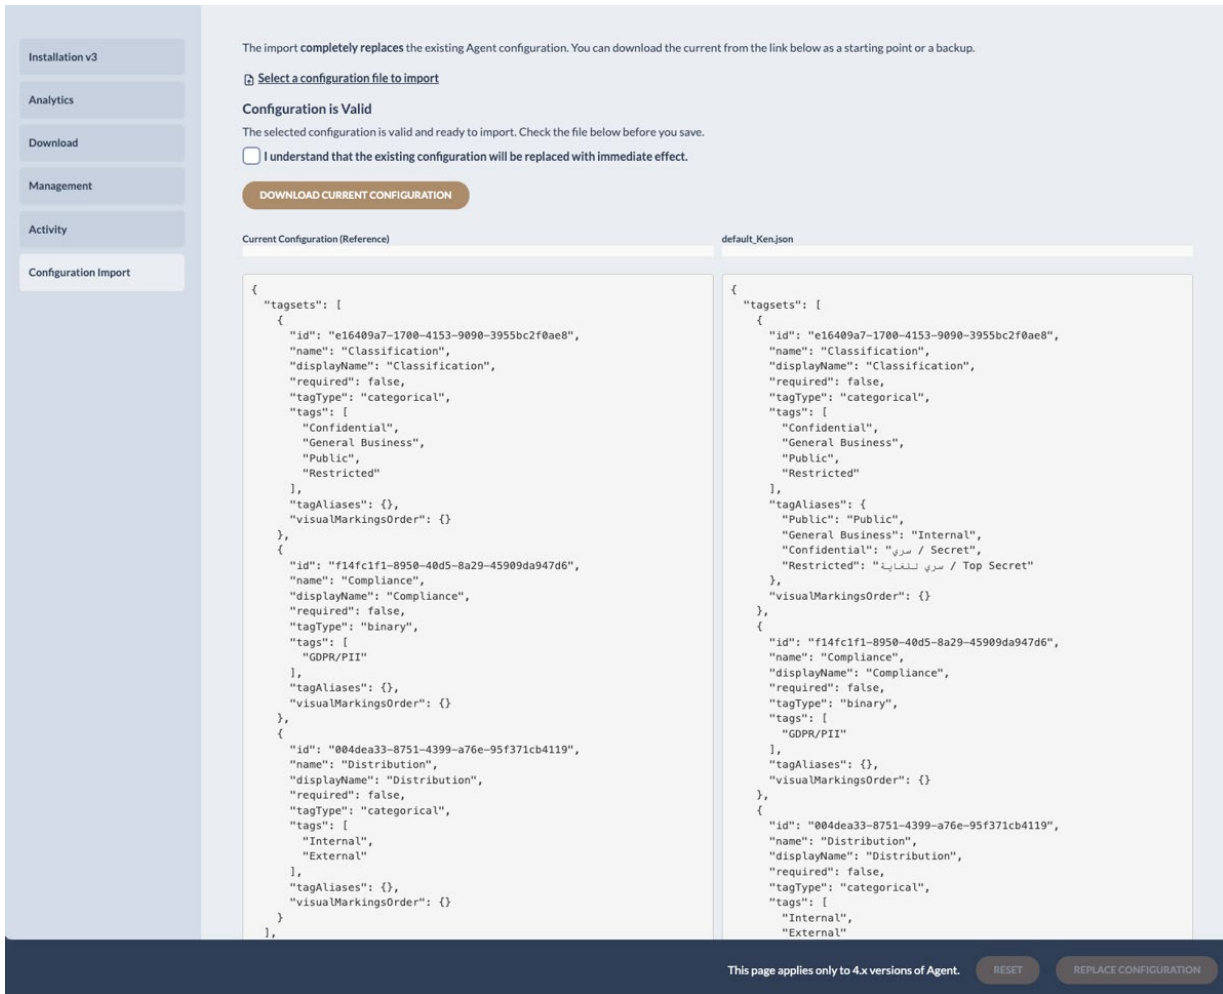 Installation v3
Analytics
Download
Management
Activity
Configuration Import
The import completely replaces the existing Agent configuration. You can download the current from the link below as a starting point or a backup.
Select a configuration file to import
Configuration is Valid
The selected configuration is valid and ready to import. Check the file below before you save.
I understand that the existing configuration will be replaced with immediate effect.
DOWNLOAD CURRENT CONFIGURATION
Current Configuration (Reference)
{
"tagsets": [
{
"id": "e16409a7-1700-4153-9090-3955bc2f0ae8",
"name": "Classification",
"displayName": "Classification",
"required": false,
"tagType": "categorical",
"tags": [
"Confidential",
"General Business",
"Public",
"Restricted"
],
"tagAliases": {},
"visualMarkingsOrder": {}
},
{
"id": "f14fc1f1-8950-40d5-8a29-45909da947d6",
"name": "Compliance",
"displayName": "Compliance",
"required": false,
"tagType": "binary",
"tags": [
"GDPR/PII"
],
"tagAliases": {},
"visualMarkingsOrder": {}
},
{
"id": "004dea33-8751-4399-a76e-95f371cb4119",
"name": "Distribution",
"displayName": "Distribution",
"required": false,
"tagType": "categorical",
"tags": [
"Internal",
"External"
],
"tagAliases": {},
"visualMarkingsOrder": {}
}
],
default_Ken.json
{
"tagsets": [
{
"id": "e16409a7-1700-4153-9090-3955bc2f0ae8",
"name": "Classification",
"displayName": "Classification",
"required": false,
"tagType": "categorical",
"tags": [
"Confidential",
"General Business",
"Public",
"Restricted"
],
"tagAliases": {
"Public": "Public",
"General Business": "Internal",
"Confidential": "سري / Secret",
"Restricted": "سري للغاية / Top Secret"
},
"visualMarkingsOrder": {}
},
{
"id": "f14fc1f1-8950-40d5-8a29-45909da947d6",
"name": "Compliance",
"displayName": "Compliance",
"required": false,
"tagType": "binary",
"tags": [
"GDPR/PII"
],
"tagAliases": {},
"visualMarkingsOrder": {}
},
{
"id": "004dea33-8751-4399-a76e-95f371cb4119",
"name": "Distribution",
"displayName": "Distribution",
"required": false,
"tagType": "categorical",
"tags": [
"Internal",
"External"
This page applies only to 4.x versions of Agent.
RESET
REPLACE CONFIGURATION